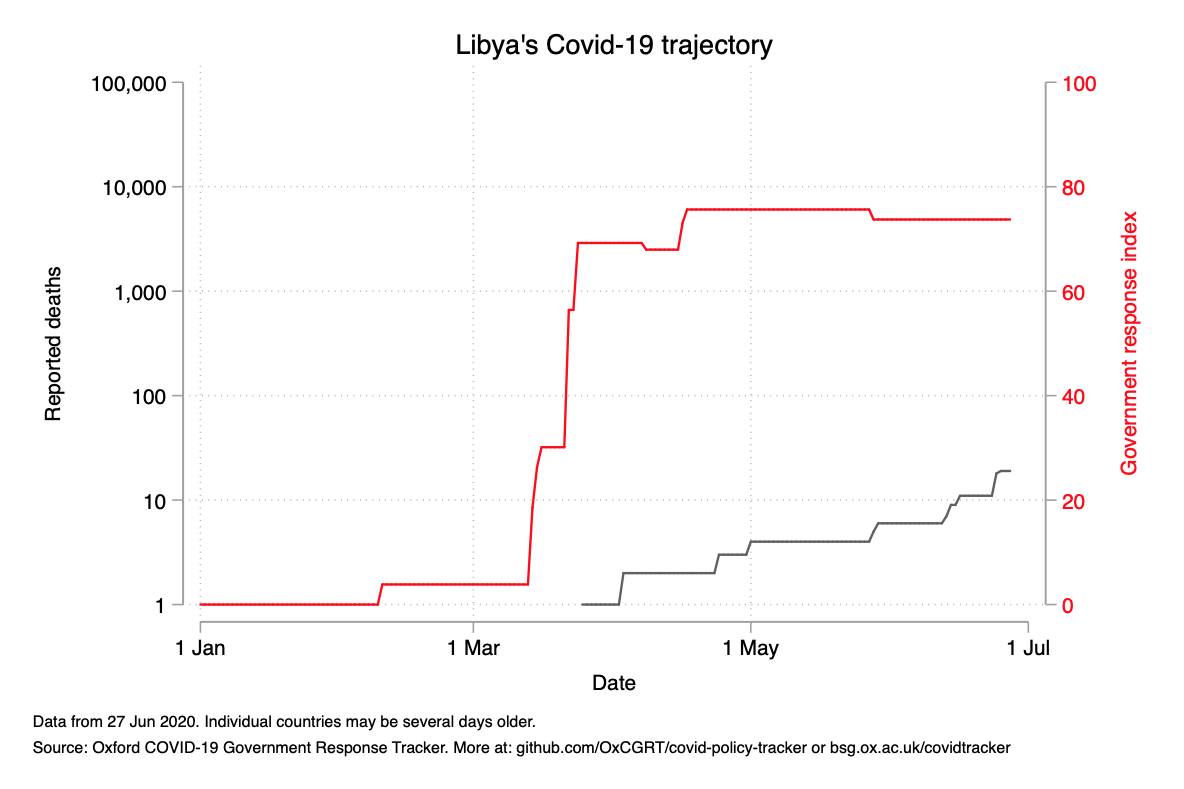 Libya's Covid-19 trajectory
100,000
10,000
1,000
100
10
1
Reported deaths
100
80
60
40
20
0
Government response index
1 Jan
1 Mar
1 May
1 Jul
Date
Data from 27 Jun 2020. Individual countries may be several days older.
Source: Oxford COVID-19 Government Response Tracker. More at: github.com/OxCGRT/covid-policy-tracker or bsg.ox.ac.uk/covidtracker